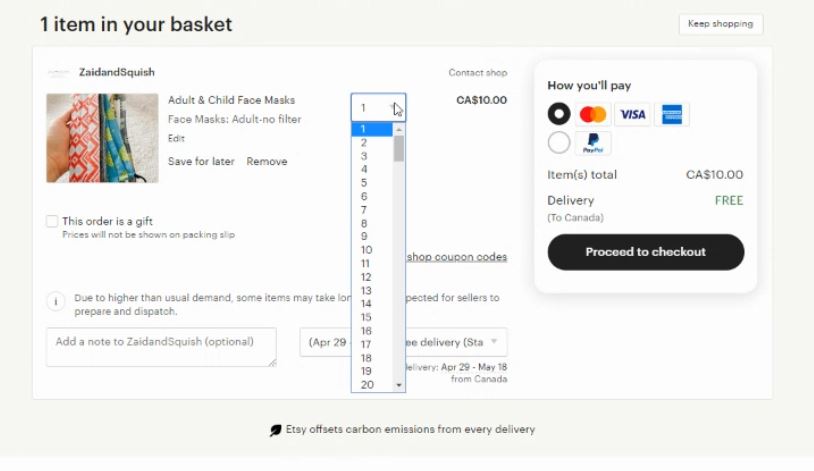 1 item in your basket
Keep shopping
ZaidandSquish
Contact shop
Adult & Child Face Masks
Face Masks: Adult-no filter
Edit
Save for later Remove
1
CA$10.00
1
2
3
4
5
6
7
8
9
10
11
12
13
14
15
16
17
18
19
20
This order is a gift
Prices will not be shown on packing slip
shop coupon codes
i
Due to higher than usual demand, some items may take pected for sellers to
prepare and dispatch.
Add a note to ZaidandSquish (optional)
(Apr 29 delivery (Sta
Apr 29 - May 18
from Canada
How you'll pay
VISA
PayPal
Item(s) total CA$10.00
Delivery FREE
(To Canada)
Proceed to checkout
Etsy offsets carbon emissions from every delivery